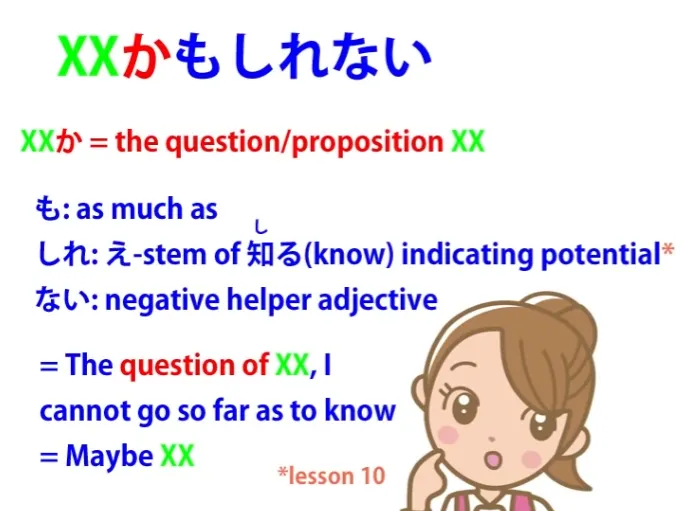 XXかもしれない
XXか = the question/proposition XX
も: as much as
し
しれ: え-stem of 知る(know) indicating potential*
ない: negative helper adjective
= The question of XX, I
cannot go so far as to know
= Maybe XX
*lesson 10